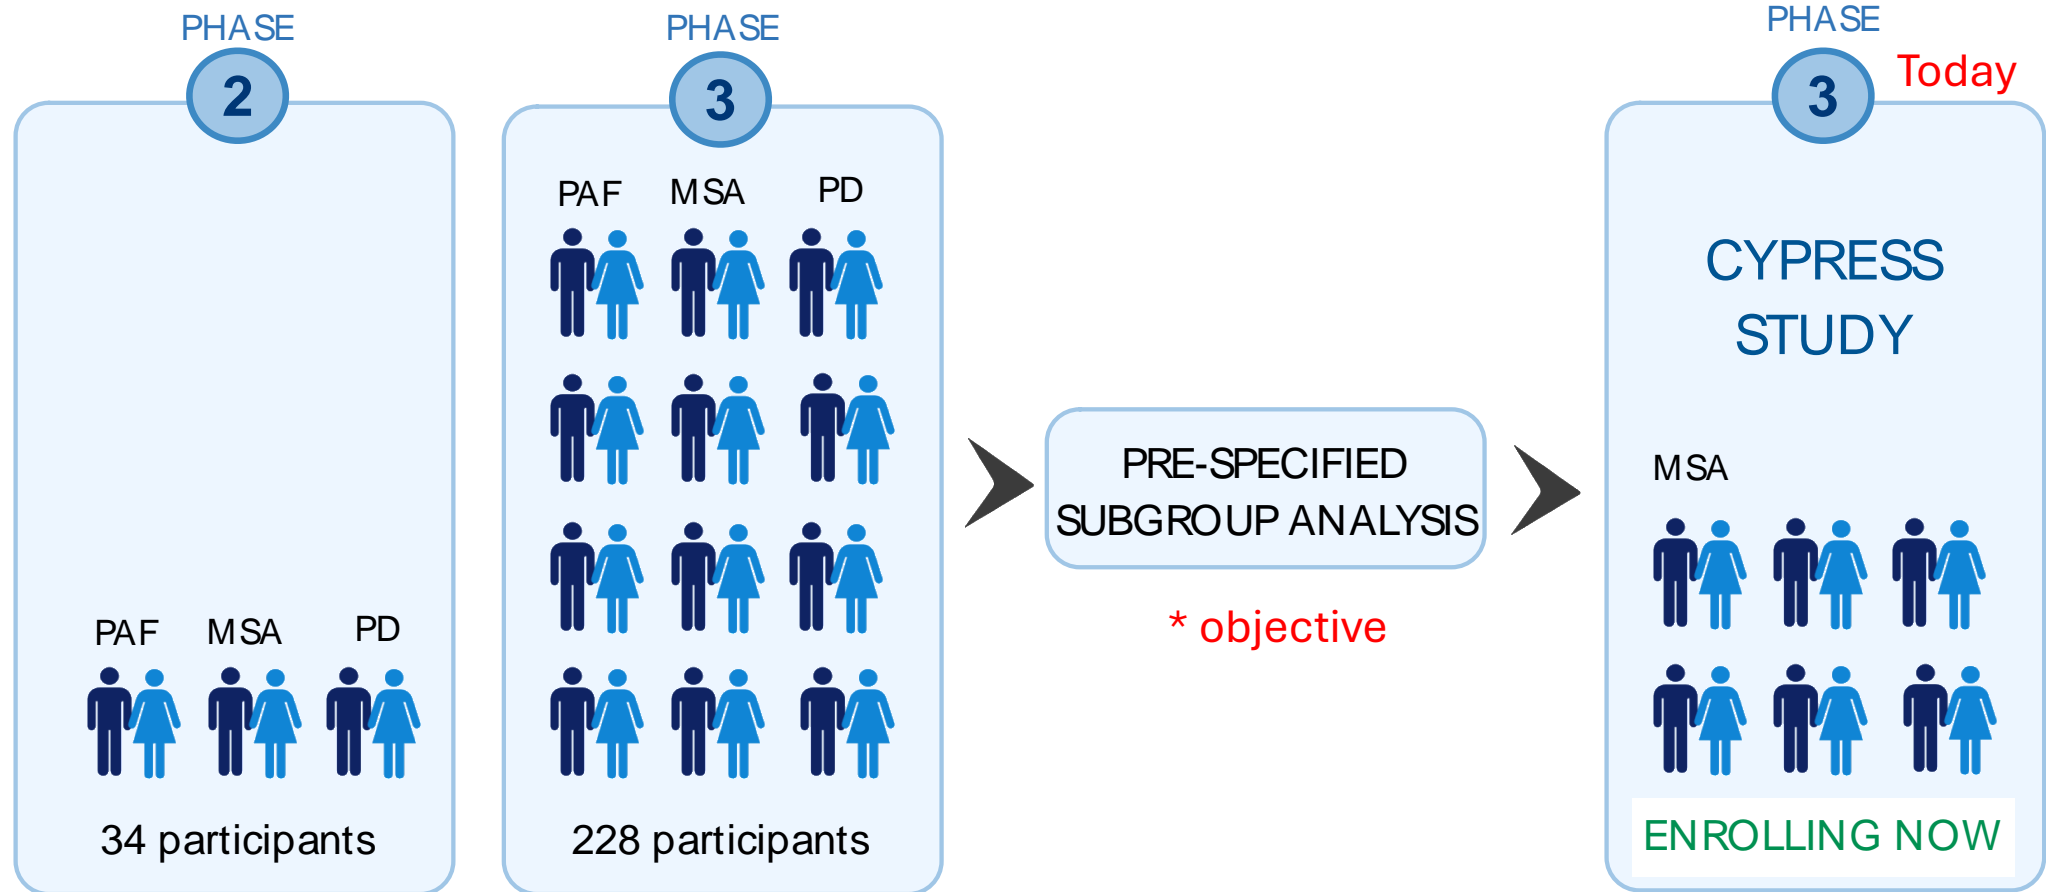 PHASE
2
PAF MSA PD
34 participants
PHASE
3
PAF MSA PD
228 participants
PRE-SPECIFIED
SUBGROUP ANALYSIS
* objective
PHASE
3
Today
CYPRESS
STUDY
MSA
ENROLLING NOW